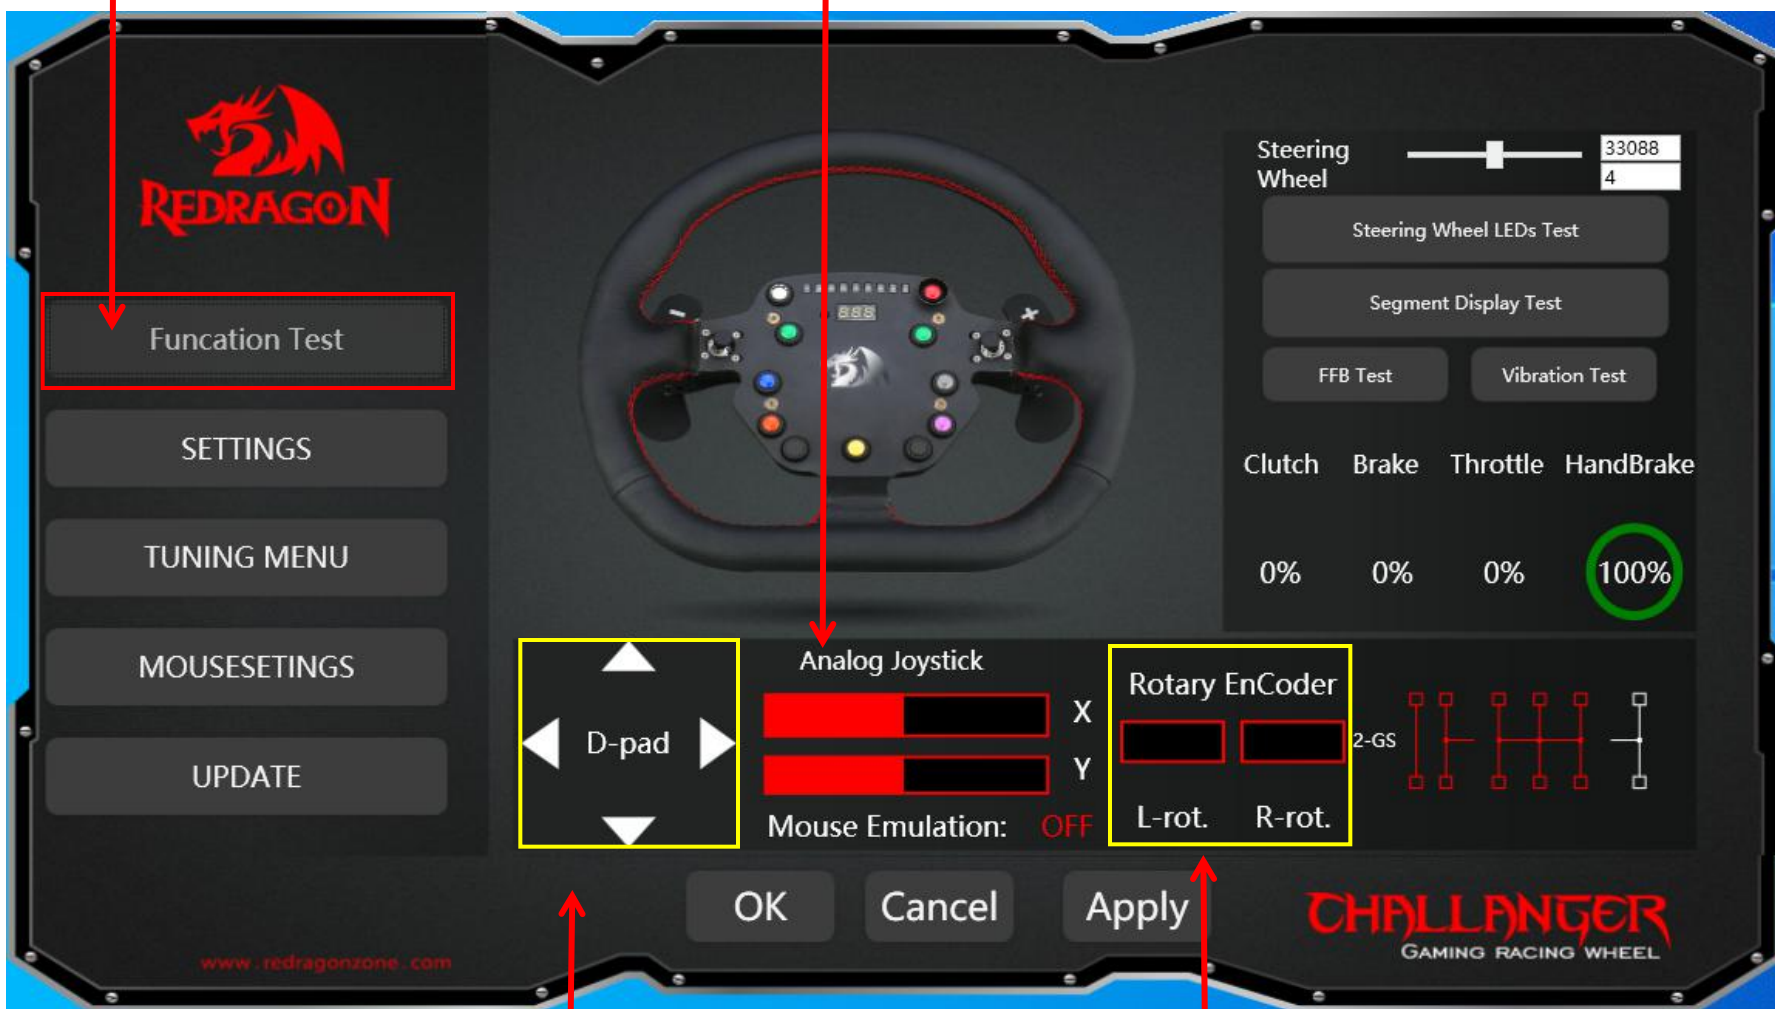 REDRAGON
Funcation Test
SETTINGS
TUNING MENU
MOUSESETINGS
UPDATE
www.redragonzone.com
888
Steering
Wheel
33088
4
Steering Wheel LEDs Test
Segment Display Test
FFB Test
Vibration Test
Clutch Brake Throttle HandBrake
0% 0% 0% 100%
D-pad
Analog Joystick
X
Y
Mouse Emulation: OFF
Rotary EnCoder
L-rot. R-rot.
2-GS
OK Cancel Apply
CHALLANGER
GAMING RACING WHEEL